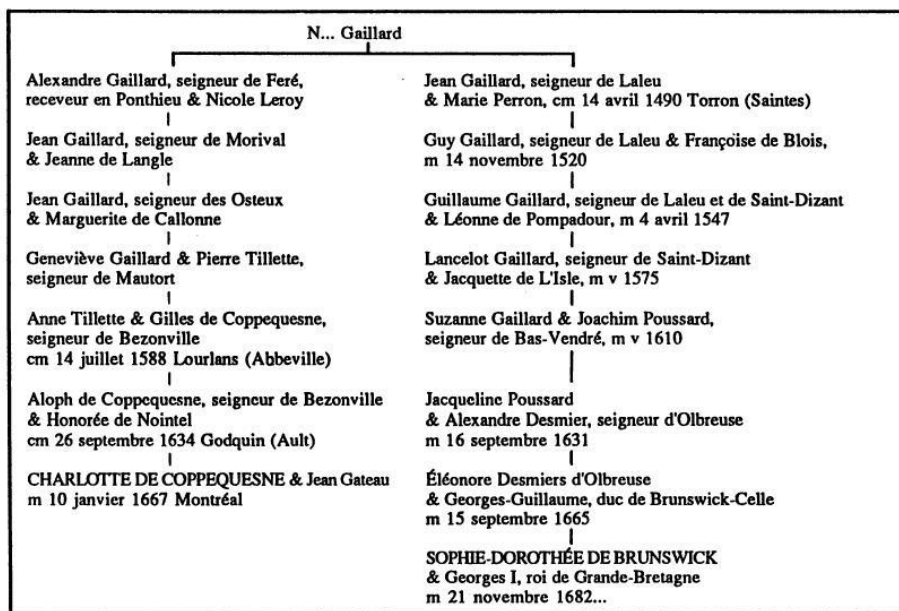 N... Gaillard
Alexandre Gaillard, seigneur de Feré,
receveur en Ponthieu & Nicole Leroy
Jean Gaillard, seigneur de Morival
& Jeanne de Langle
Jean Gaillard, seigneur des Osteux
& Marguerite de Callonne
Geneviève Gaillard & Pierre Tillette,
seigneur de Mautort
Anne Tillette & Gilles de Coppequesne,
seigneur de Bezonville
cm 14 juillet 1588 Lourlans (Abbeville)
Aloph de Coppequesne, seigneur de Bezonville
& Honorée de Nointel
cm 26 septembre 1634 Godquin (Ault)
CHARLOTTE DE COPPEQUESNE & Jean Gateau
m 10 janvier 1667 Montréal
Jean Gaillard, seigneur de Laleu
& Marie Perron, cm 14 avril 1490 Torron (Saintes)
Guy Gaillard, seigneur de Laleu & Françoise de Blois,
m 14 novembre 1520
Guillaume Gaillard, seigneur de Laleu et de Saint-Dizant
& Léonne de Pompadour, m 4 avril 1547
Lancelot Gaillard, seigneur de Saint-Dizant
& Jacquette de L'Isle, m v 1575
Suzanne Gaillard & Joachim Poussard,
seigneur de Bas-Vendré, m v 1610
Jacqueline Poussard
& Alexandre Desmier, seigneur d'Olbreuse
m 16 septembre 1631
Éléonore Desmiers d'Olbreuse
& Georges-Guillaume, duc de Brunswick-Celle
m 15 septembre 1665
SOPHIE-DOROTHÉE DE BRUNSWICK
& Georges I, roi de Grande-Bretagne
m 21 novembre 1682...